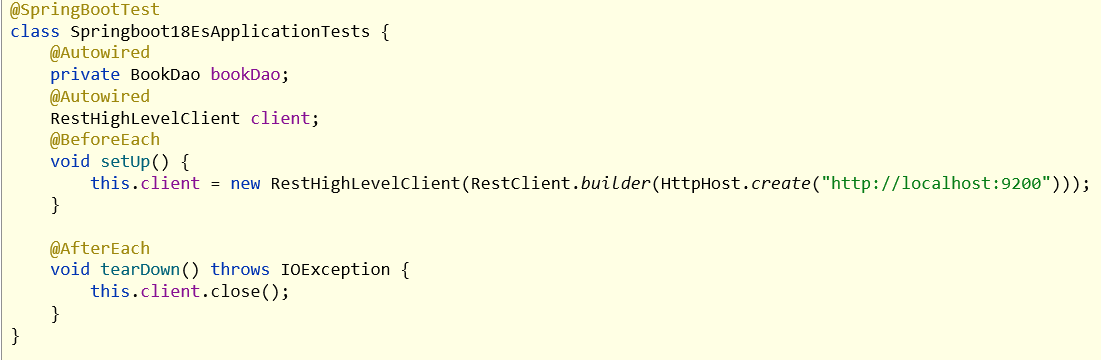 @SpringBootTest
class Springboot18EsApplicationTests {
    @Autowired
    private BookDao bookDao;
    @Autowired
    RestHighLevelClient client;
    @BeforeEach
    void setUp() {
        this.client = new RestHighLevelClient(RestClient.builder(HttpHost.create("http://localhost:9200")));
    }

    @AfterEach
    void tearDown() throws IOException {
        this.client.close();
    }
}